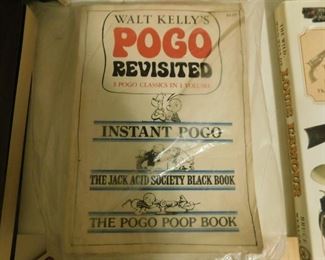 WALT KELLY'S
POGO
REVISITED
3 POGO CLASSICS IN 1 VOLUME
INSTANT POGO
THE JACK ACID SOCIETY BLACK BOOK
THE POGO POOP BOOK